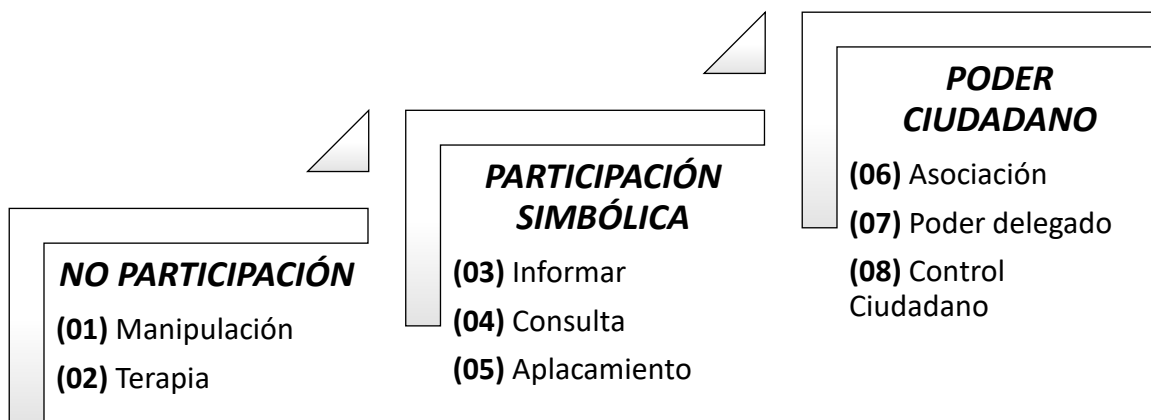 NO PARTICIPACIÓN
(01) Manipulación
(02) Terapia
PARTICIPACIÓN
SIMBÓLICA
(03) Informar
(04) Consulta
(05) Aplacamiento
PODER
CIUDADANO
(06) Asociación
(07) Poder delegado
(08) Control
Ciudadano